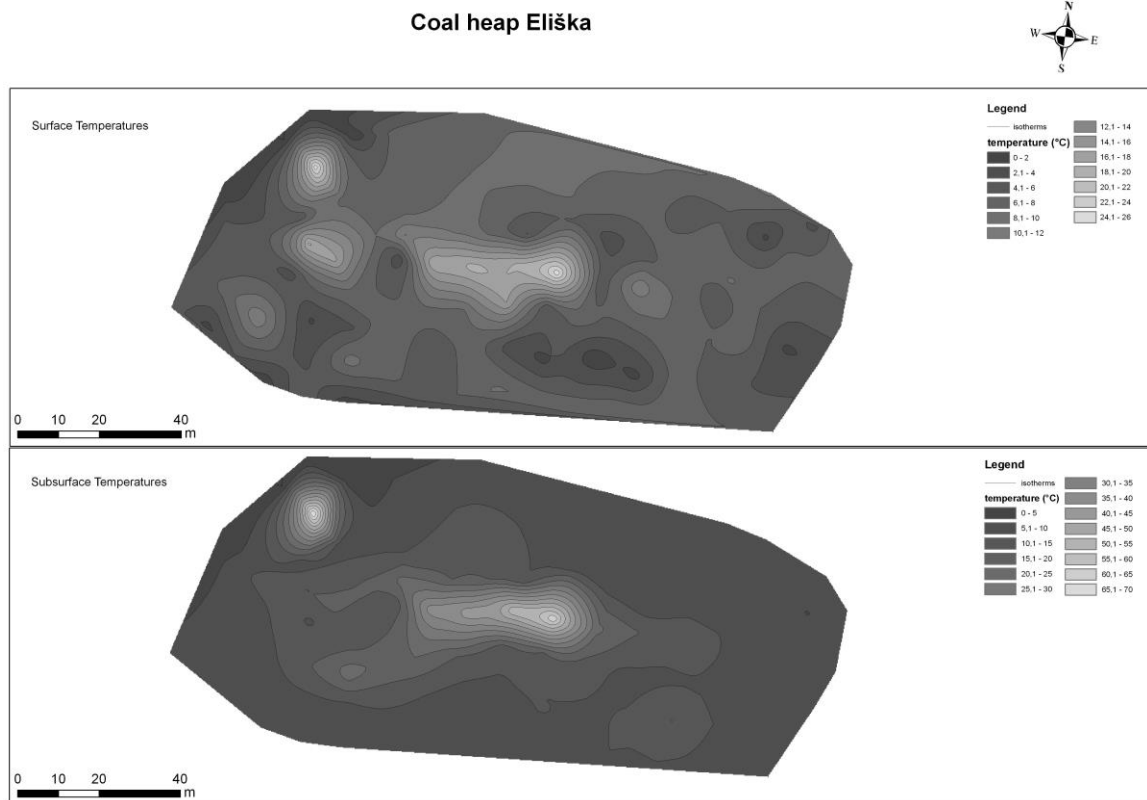 Coal heap Eliška
N
W
E
S
Surface Temperatures
Legend
isotherms
temperature (°C)
0 - 2
2,1 - 4
4,1 - 6
6,1 - 8
8,1 - 10
10,1 - 12
12,1 - 14
14,1 - 16
16,1 - 18
18,1 - 20
20,1 - 22
22,1 - 24
24,1 - 26
0 10 20 40
m
Subsurface Temperatures
Legend
isotherms
temperature (°C)
0 - 5
5,1 - 10
10,1 - 15
15,1 - 20
20,1 - 25
25,1 - 30
30,1 - 35
35,1 - 40
40,1 - 45
45,1 - 50
50,1 - 55
55,1 - 60
60,1 - 65
65,1 - 70
0 10 20 40
m